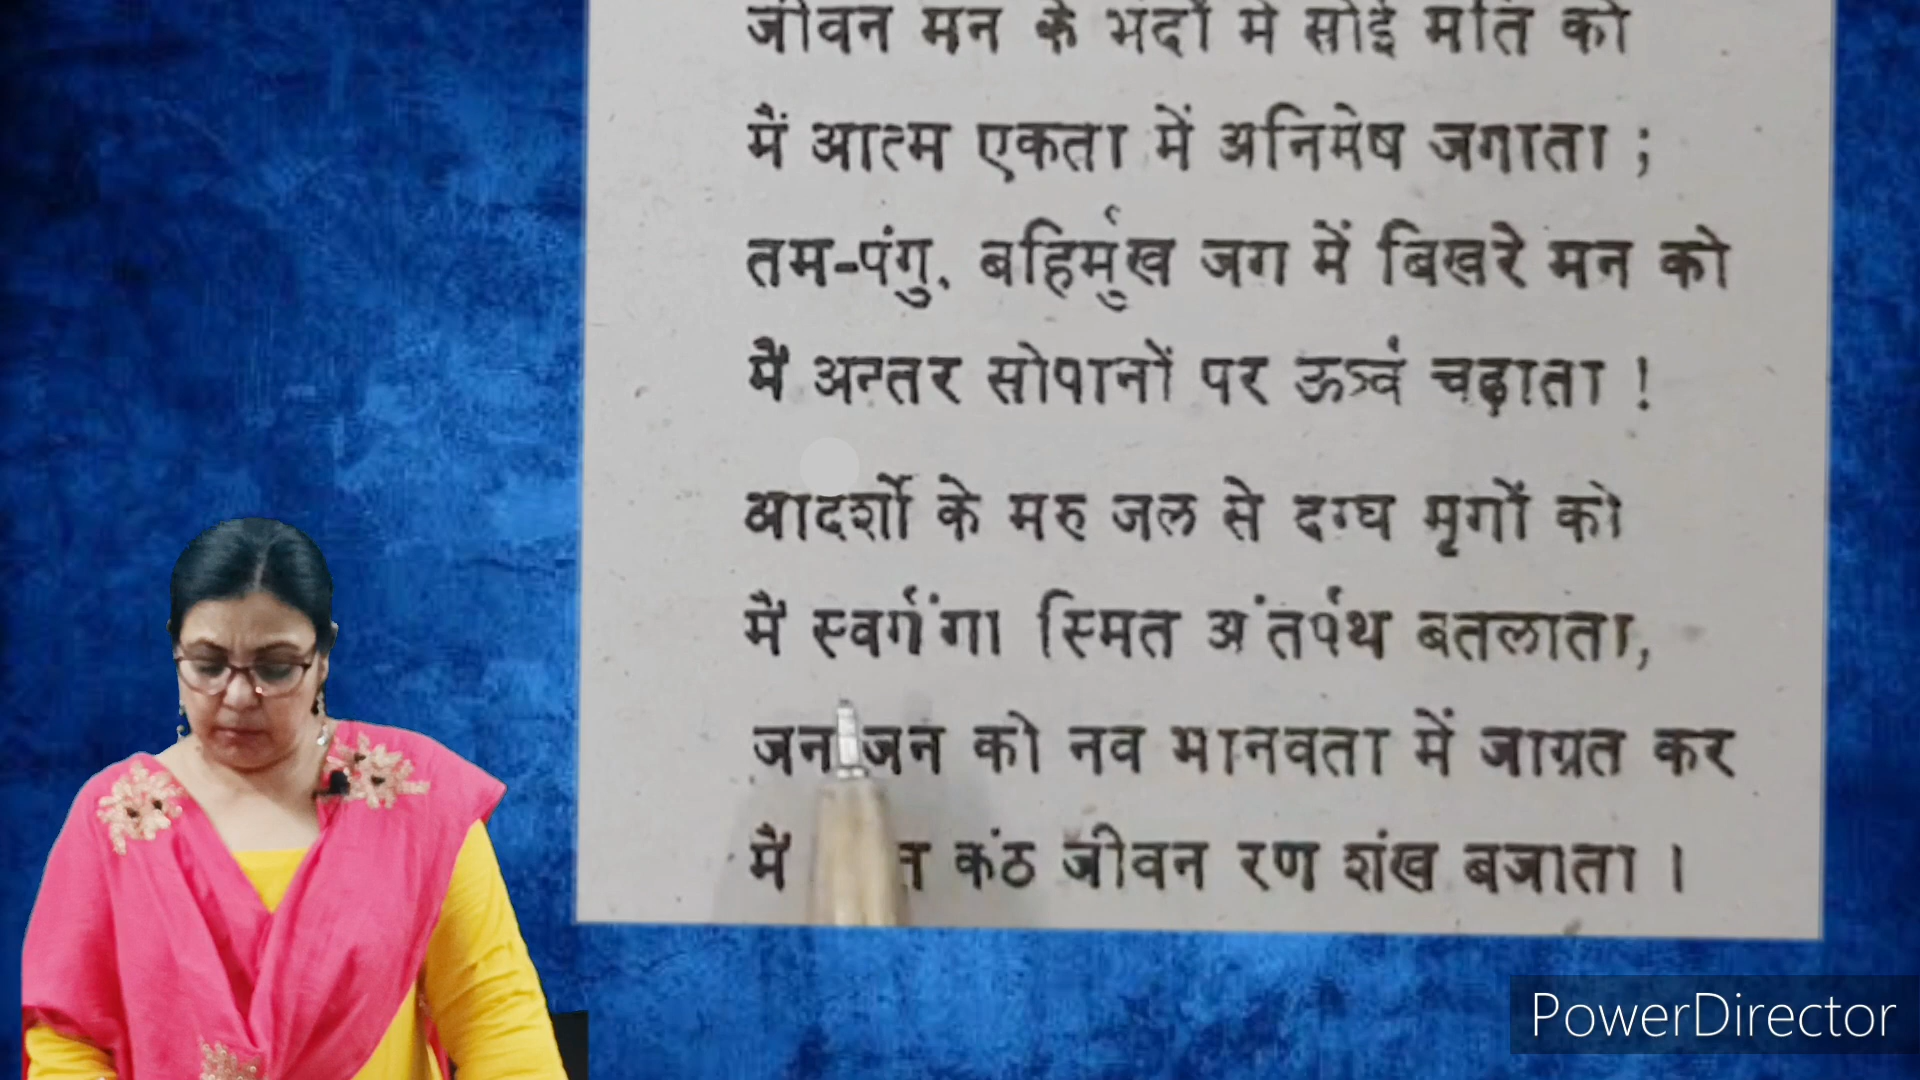 जीवन मन के भेदों में सोई मति को
मैं आत्म एकता में अनिमेष जगाता ;
तम-पंगु, बहिर्मुख जग में बिखरे मन को
मैं अन्तर सोपानों पर ऊर्ध्व चढ़ाता !
आदर्शों के मरु जल से दग्ध मृगों को
मैं स्वर्गंगा स्मित अंतर्पथ बतलाता,
जन जन को नव मानवता में जाग्रत कर
मैं कंठ जीवन रण शंख बजाता ।
PowerDirector